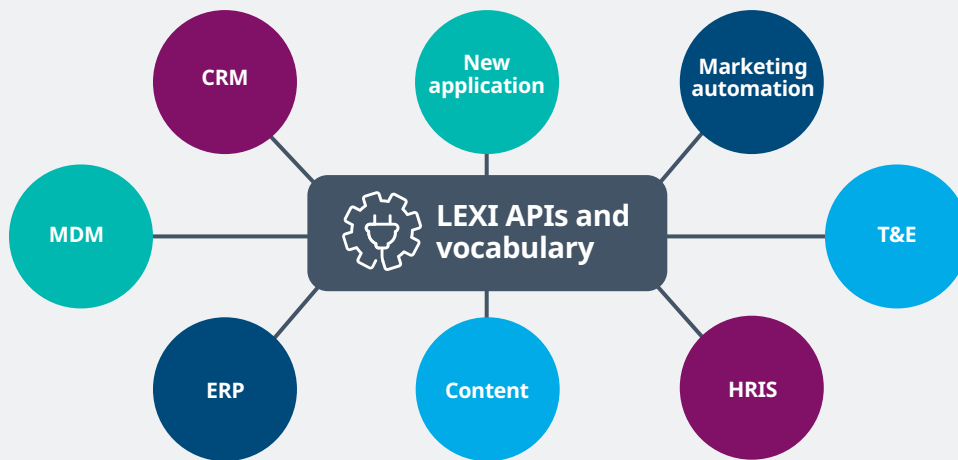 CRM
New
application
Marketing
automation
MDM
LEXI APIs and
vocabulary
T&E
ERP
Content
HRIS